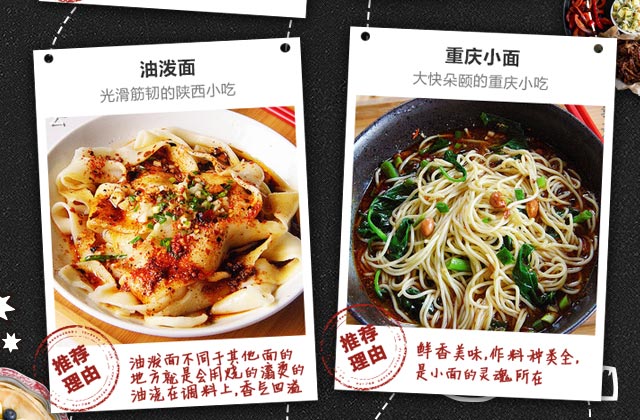 油泼面
光滑筋韧的陕西小吃
推荐
理由
油泼面不同于其他面的
地方就是会用烧的滚烫的
油浇在调料上,香气四溢
重庆小面
大快朵颐的重庆小吃
推荐
理由
鲜香美味,作料种类全,
是小面的灵魂所在